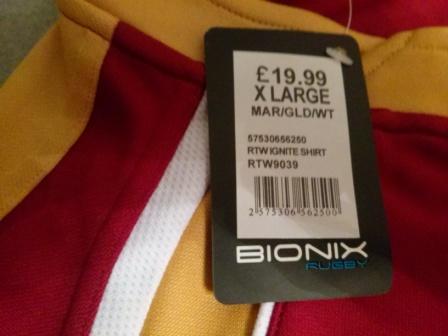 £19.99
X LARGE
MAR/GLD/WT
57530656250
RTW IGNITE SHIRT
RTW9039
2 575306 562500
BIONIX
RUGBY